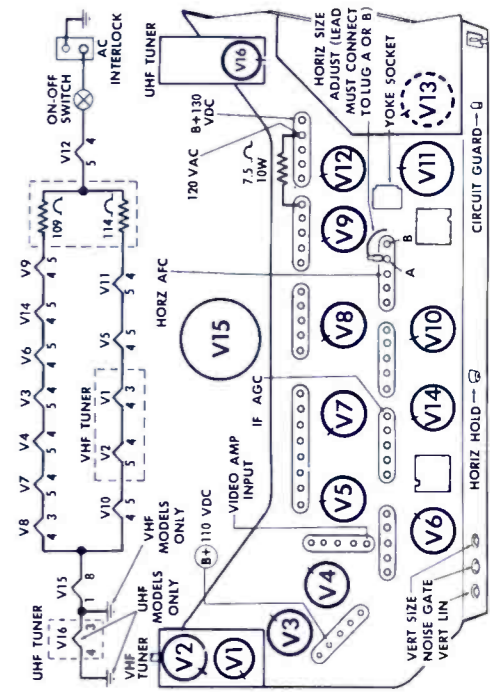 AC
INTERLOCK
ON-OFF
SWITCH
V12
4
5
109
114
V9
4 5
V14
4 5
V6
4 5
V3
4 3
V4
4 5
V7
4 5
V8
4 3
V11
5 4
V5
5 4
V1
4 3
V2
5 4
V10
4 5
VHF TUNER
V15
1 8
UHF TUNER
V16
4 3
UHF
MODELS
ONLY
VHF
MODELS
ONLY
UHF TUNER
V16
B+130
VDC
120 VAC
7.5
10W
HORIZ SIZE
ADJUST (LEAD
MUST CONNECT
TO LUG A OR B)
YOKE SOCKET
V13
V12
V11
V9
B
A
HORZ AFC
V15
V8
V10
IF AGC
V7
V14
VIDEO AMP
INPUT
V5
V6
B+ 110 VDC
V4
V3
VHF
TUNER
V2
V1
CIRCUIT GUARD
HORIZ HOLD
VERT SIZE
NOISE GATE
VERT LIN